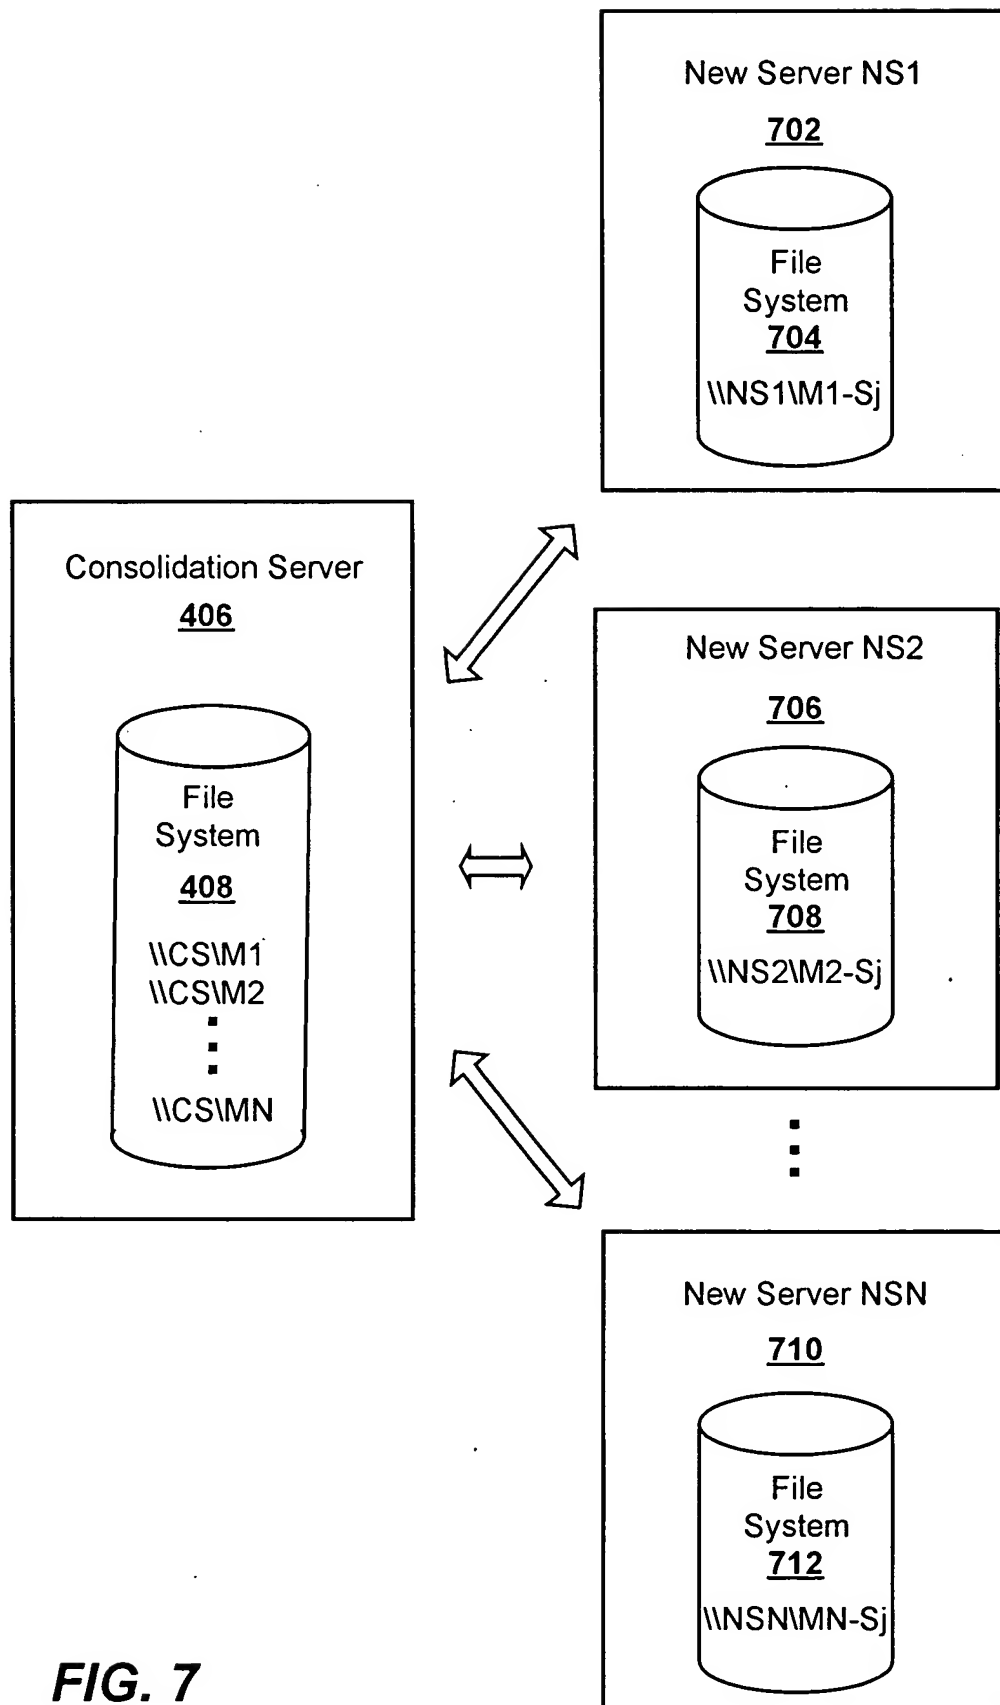 New Server NS1
702
File
System
704
\\NS1\M1-Sj
Consolidation Server
406
File
System
408
\\CS\M1
\\CS\M2
\\CS\MN
New Server NS2
706
File
System
708
\\NS2\M2-Sj
New Server NSN
710
File
System
712
\\NSN\MN-Sj
FIG. 7